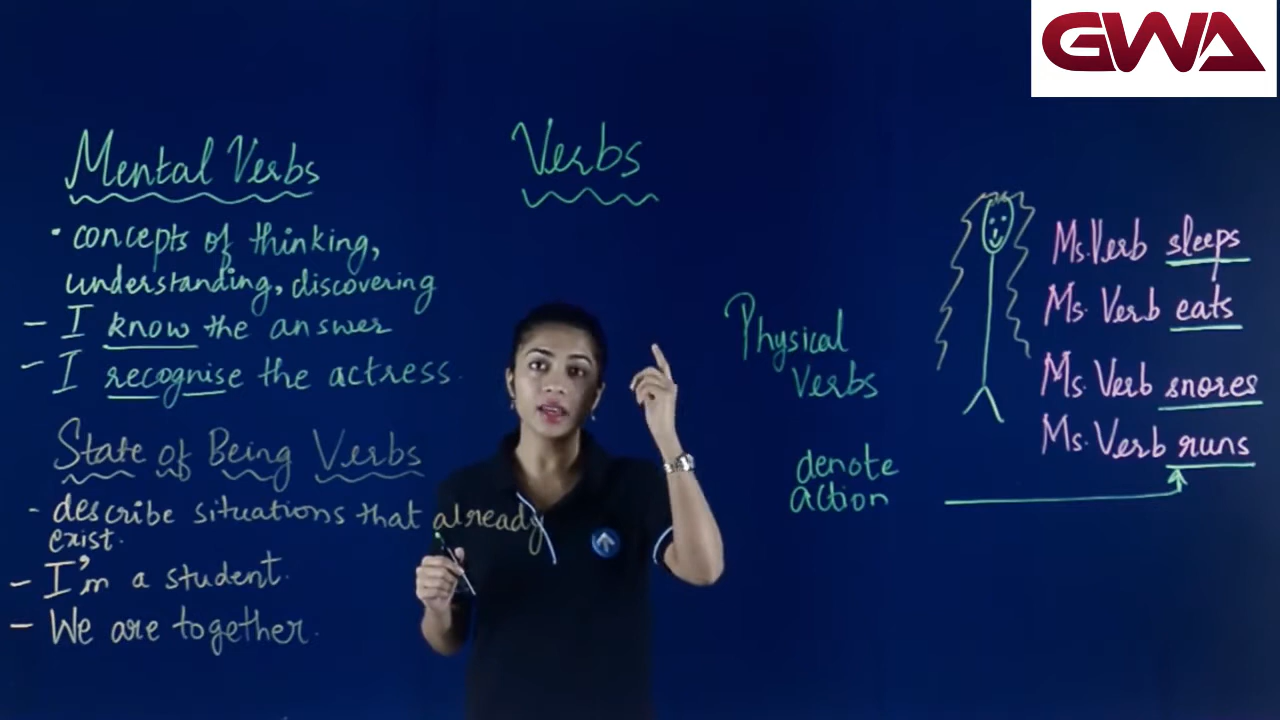 GWA
Verbs
Mental Verbs
• concepts of thinking,
understanding, discovering
– I know the answer
– I recognise the actress.
State of Being Verbs
- describe situations that already
exist.
– I'm a student.
– We are together.
Physical
Verbs
denote
action
Ms. Verb sleeps
Ms. Verb eats
Ms. Verb snores
Ms. Verb runs